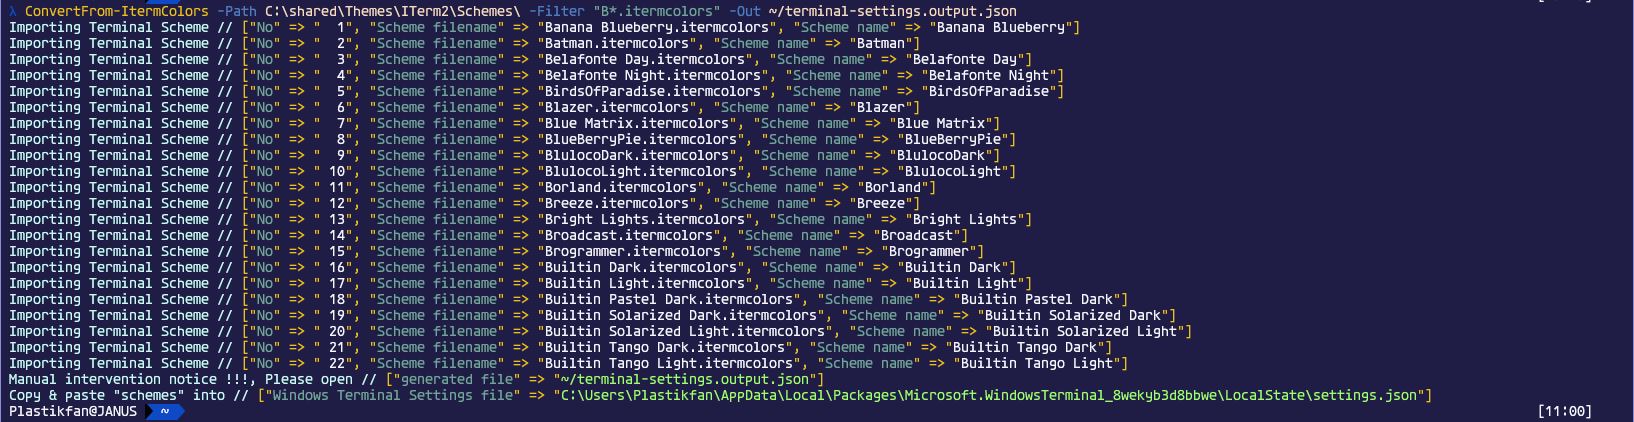 λ ConvertFrom-ItermColors -Path C:\shared\Themes\ITerm2\Schemes\ -Filter "B*.itermcolors" -Out ~/terminal-settings.output.json
Importing Terminal Scheme // ["No" => "  1", "Scheme filename" => "Banana Blueberry.itermcolors", "Scheme name" => "Banana Blueberry"]
Importing Terminal Scheme // ["No" => "  2", "Scheme filename" => "Batman.itermcolors", "Scheme name" => "Batman"]
Importing Terminal Scheme // ["No" => "  3", "Scheme filename" => "Belafonte Day.itermcolors", "Scheme name" => "Belafonte Day"]
Importing Terminal Scheme // ["No" => "  4", "Scheme filename" => "Belafonte Night.itermcolors", "Scheme name" => "Belafonte Night"]
Importing Terminal Scheme // ["No" => "  5", "Scheme filename" => "BirdsOfParadise.itermcolors", "Scheme name" => "BirdsOfParadise"]
Importing Terminal Scheme // ["No" => "  6", "Scheme filename" => "Blazer.itermcolors", "Scheme name" => "Blazer"]
Importing Terminal Scheme // ["No" => "  7", "Scheme filename" => "Blue Matrix.itermcolors", "Scheme name" => "Blue Matrix"]
Importing Terminal Scheme // ["No" => "  8", "Scheme filename" => "BlueBerryPie.itermcolors", "Scheme name" => "BlueBerryPie"]
Importing Terminal Scheme // ["No" => "  9", "Scheme filename" => "BlulocoDark.itermcolors", "Scheme name" => "BlulocoDark"]
Importing Terminal Scheme // ["No" => " 10", "Scheme filename" => "BlulocoLight.itermcolors", "Scheme name" => "BlulocoLight"]
Importing Terminal Scheme // ["No" => " 11", "Scheme filename" => "Borland.itermcolors", "Scheme name" => "Borland"]
Importing Terminal Scheme // ["No" => " 12", "Scheme filename" => "Breeze.itermcolors", "Scheme name" => "Breeze"]
Importing Terminal Scheme // ["No" => " 13", "Scheme filename" => "Bright Lights.itermcolors", "Scheme name" => "Bright Lights"]
Importing Terminal Scheme // ["No" => " 14", "Scheme filename" => "Broadcast.itermcolors", "Scheme name" => "Broadcast"]
Importing Terminal Scheme // ["No" => " 15", "Scheme filename" => "Brogrammer.itermcolors", "Scheme name" => "Brogrammer"]
Importing Terminal Scheme // ["No" => " 16", "Scheme filename" => "Builtin Dark.itermcolors", "Scheme name" => "Builtin Dark"]
Importing Terminal Scheme // ["No" => " 17", "Scheme filename" => "Builtin Light.itermcolors", "Scheme name" => "Builtin Light"]
Importing Terminal Scheme // ["No" => " 18", "Scheme filename" => "Builtin Pastel Dark.itermcolors", "Scheme name" => "Builtin Pastel Dark"]
Importing Terminal Scheme // ["No" => " 19", "Scheme filename" => "Builtin Solarized Dark.itermcolors", "Scheme name" => "Builtin Solarized Dark"]
Importing Terminal Scheme // ["No" => " 20", "Scheme filename" => "Builtin Solarized Light.itermcolors", "Scheme name" => "Builtin Solarized Light"]
Importing Terminal Scheme // ["No" => " 21", "Scheme filename" => "Builtin Tango Dark.itermcolors", "Scheme name" => "Builtin Tango Dark"]
Importing Terminal Scheme // ["No" => " 22", "Scheme filename" => "Builtin Tango Light.itermcolors", "Scheme name" => "Builtin Tango Light"]
Manual intervention notice !!!, Please open // ["generated file" => "~/terminal-settings.output.json"]
Copy & paste "schemes" into // ["Windows Terminal Settings file" => "C:\Users\Plastikfan\AppData\Local\Packages\Microsoft.WindowsTerminal_8wekyb3d8bbwe\LocalState\settings.json"]
Plastikfan@JANUS ~ [11:00]